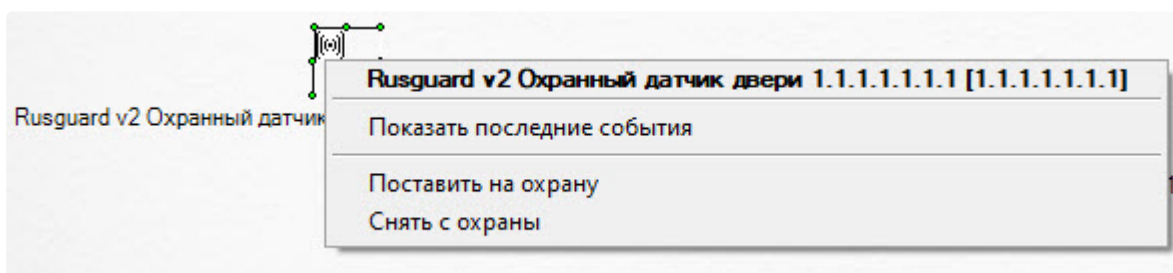 Rusguard v2 Охранный датчик двери 1.1.1.1.1.1.1 [1.1.1.1.1.1.1]
Rusguard v2 Охранный датчик
Показать последние события
Поставить на охрану
Снять с охраны